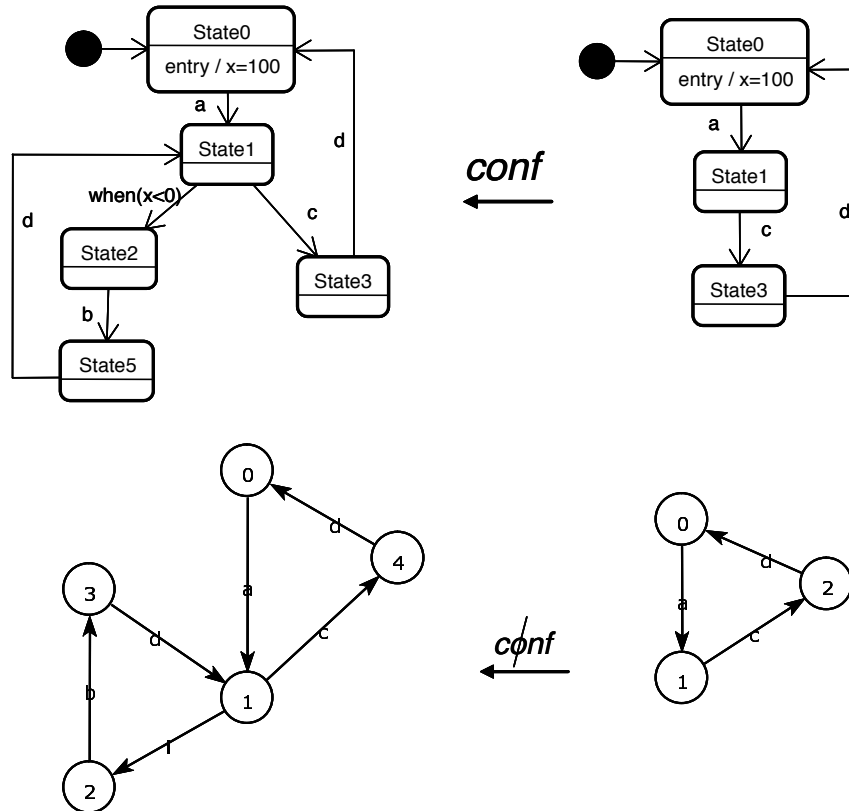 State0
entry / x=100
a
State1
d
when(x<0)
c
d
State2
State3
b
State5
conf
State0
entry / x=100
a
State1
c
d
State3
0
d
4
a
3
d
c
1
b
2
conf
0
d
2
a
c
1